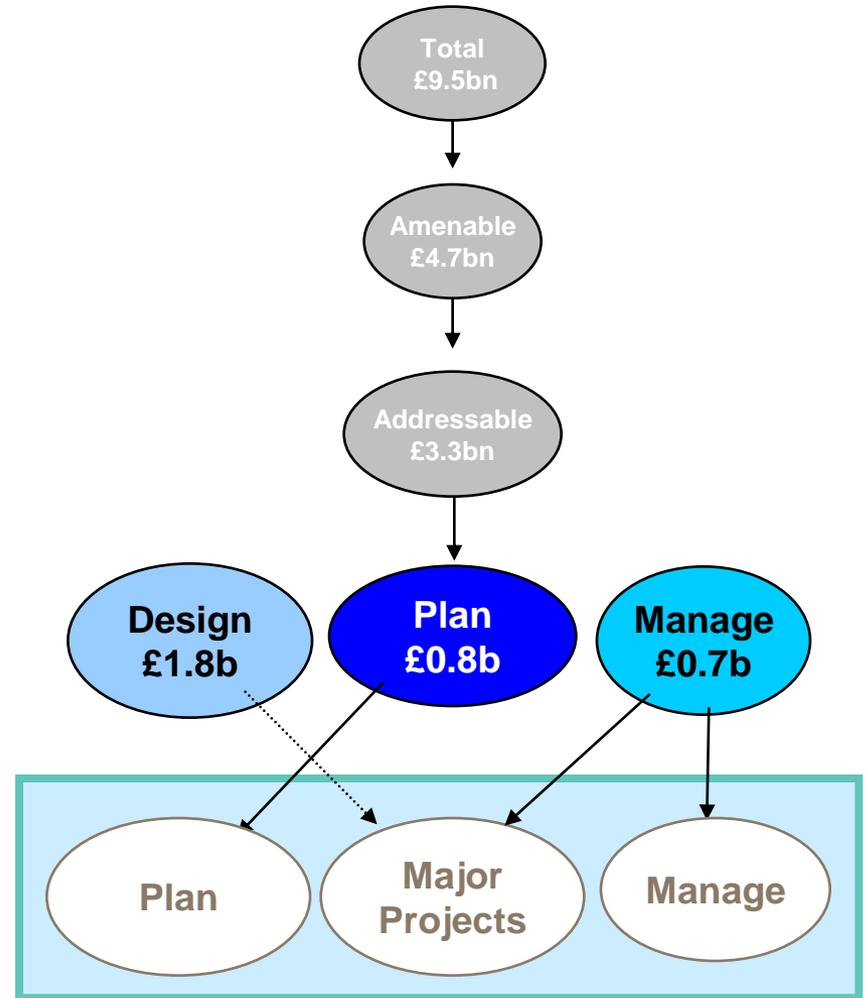 Total
£9.5bn
Amenable
£4.7bn
Addressable
£3.3bn
Design
£1.8b
Plan
£0.8b
Manage
£0.7b
Plan
Major
Projects
Manage